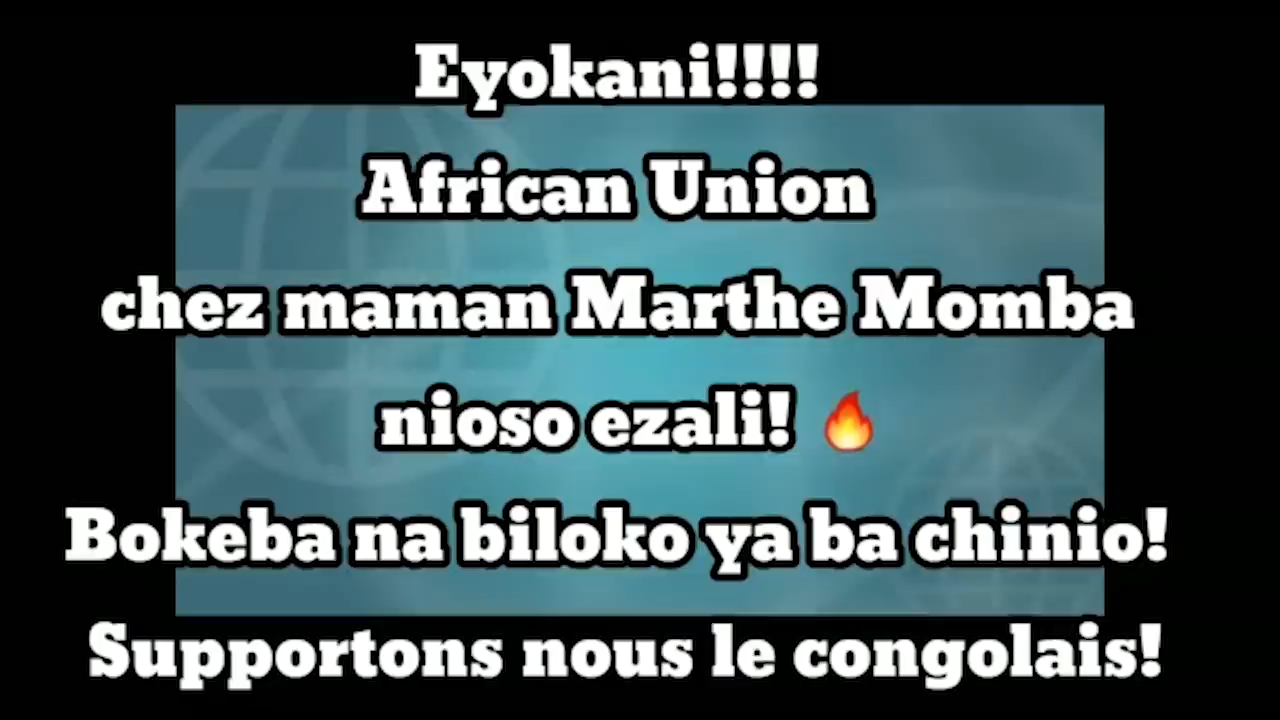 Eyokani!!!!
African Union
chez maman Marthe Momba
nioso ezali! 🔥
Bokeba na biloko ya ba chinio!
Supportons nous le congolais!